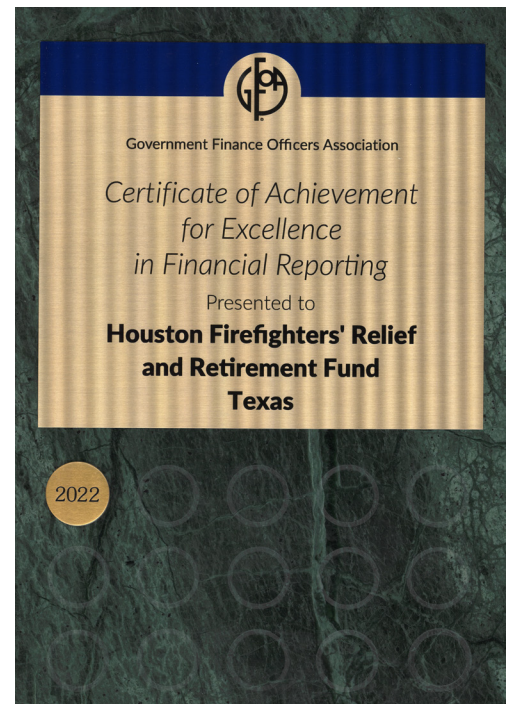 GFOA
Government Finance Officers Association
Certificate of Achievement
for Excellence
in Financial Reporting
Presented to
Houston Firefighters' Relief
and Retirement Fund
Texas
2022